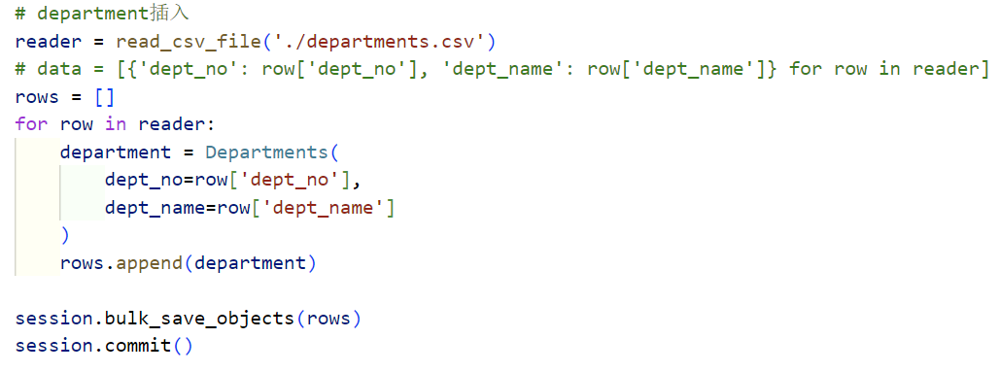 # department插入
reader = read_csv_file('./departments.csv')
# data = [{'dept_no': row['dept_no'], 'dept_name': row['dept_name']} for row in reader]
rows = []
for row in reader:
    department = Departments(
        dept_no=row['dept_no'],
        dept_name=row['dept_name']
    )
    rows.append(department)

session.bulk_save_objects(rows)
session.commit()